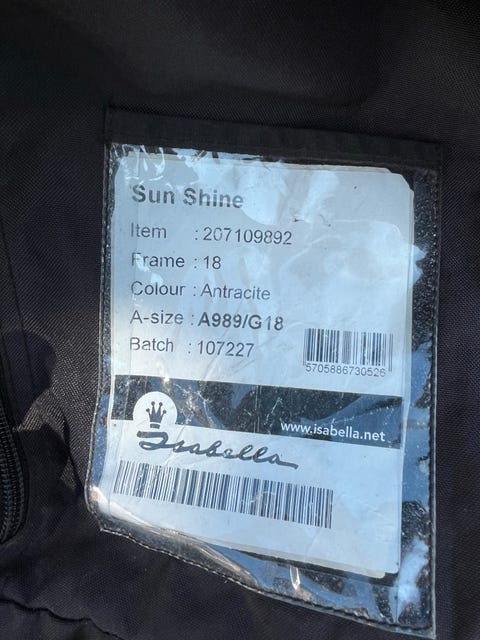 Sun Shine
Item : 207109892
Frame : 18
Colour : Antracite
A-size : A989/G18
Batch : 107227
5705886730526
www.isabella.net
Isabella